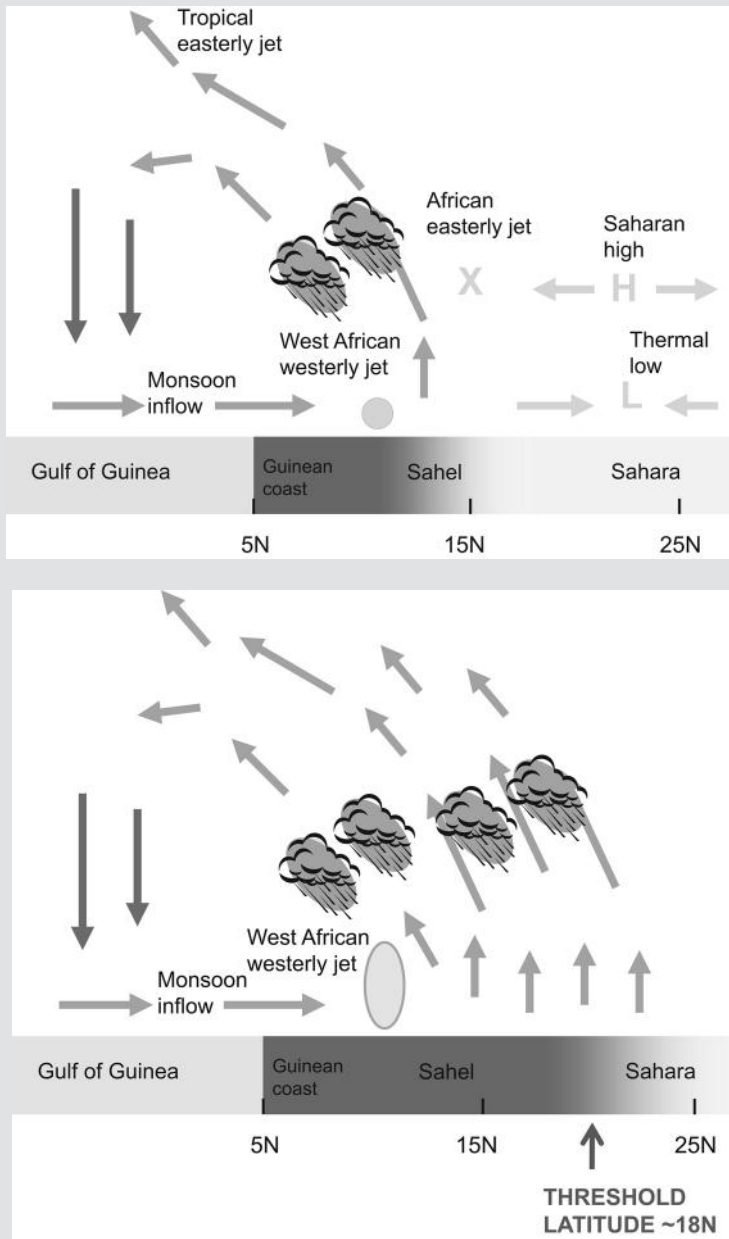 Tropical
easterly jet
African
easterly jet
Saharan
high
X
H
West African
westerly jet
Thermal
low
Monsoon
inflow
L
Gulf of Guinea
Guinean
coast
Sahel
Sahara
5N
15N
25N
West African
westerly jet
Monsoon
inflow
Gulf of Guinea
Guinean
coast
Sahel
Sahara
5N
15N
25N
THRESHOLD
LATITUDE ~18N